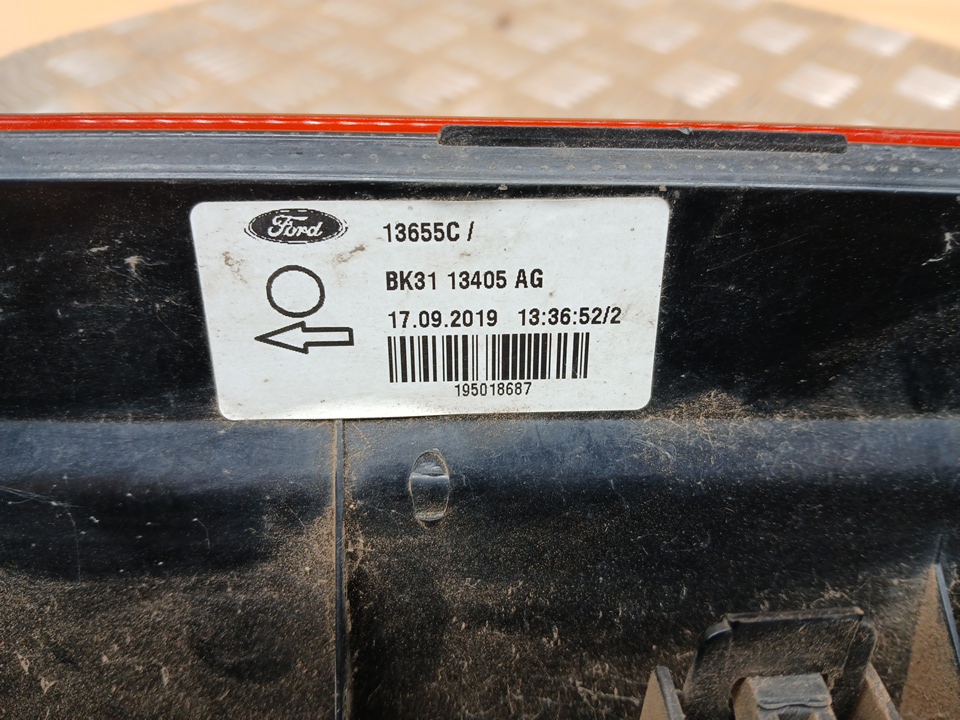 Ford
13655C /
BK31 13405 AG
17.09.2019 13:36:52/2
195018687